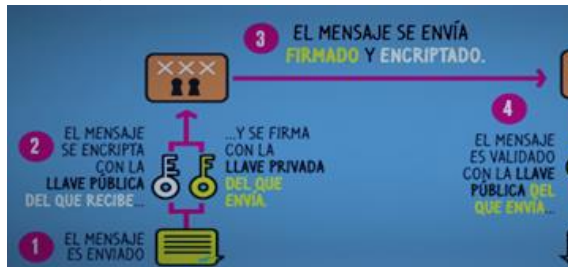 3
EL MENSAJE SE ENVÍA
FIRMADO Y ENCRIPTADO.
XXX
2
EL MENSAJE
SE ENCRIPTA
CON LA
LLAVE PÚBLICA
DEL QUE RECIBE...
...Y SE FIRMA
CON LA
LLAVE PRIVADA
DEL QUE
ENVÍA.
4
EL MENSAJE
ES VALIDADO
CON LA LLAVE
PÚBLICA DEL
QUE ENVÍA...
1
EL MENSAJE
ES ENVIADO